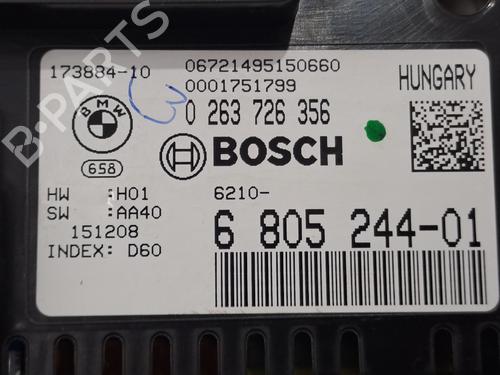 173884-10
06721495150660
0001751799
HUNGARY
0 263 726 356
BMW
BOSCH
658
HW :H01
SW :AA40
151208
INDEX: D60
6210-
6 805 244-01
B-PARTS